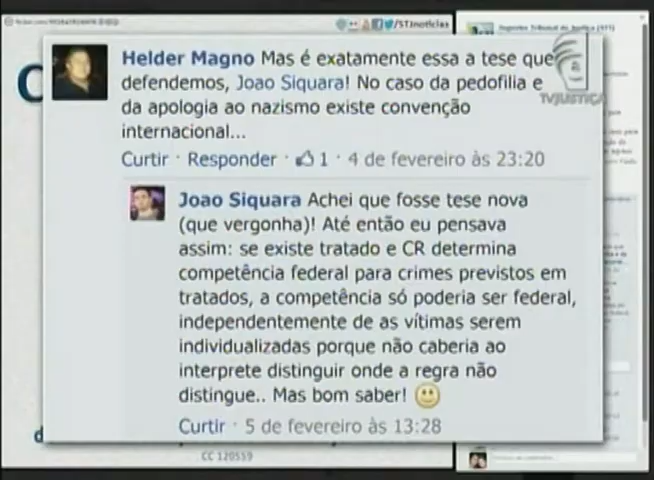 /STJnoticias
Helder Magno Mas é exatamente essa a tese que
defendemos, Joao Siquara! No caso da pedofilia e
da apologia ao nazismo existe convenção
internacional...
Curtir · Responder · 1 · 4 de fevereiro às 23:20
TVJUSTIÇA
Joao Siquara Achei que fosse tese nova
(que vergonha)! Até então eu pensava
assim: se existe tratado e CR determina
competência federal para crimes previstos em
tratados, a competência só poderia ser federal,
independentemente de as vítimas serem
individualizadas porque não caberia ao
interprete distinguir onde a regra não
distingue.. Mas bom saber!
Curtir · 5 de fevereiro às 13:28
CC 120559